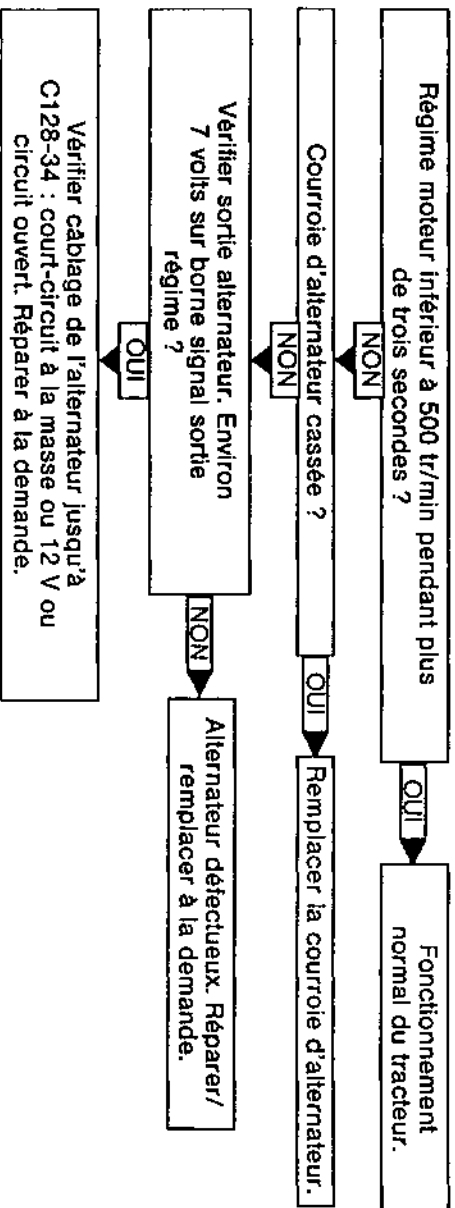 Régime moteur inférieur à 500 tr/min pendant plus
de trois secondes ?
OUI
Fonctionnement
normal du tracteur.
NON
Courroie d'alternateur cassée ?
OUI
Remplacer la courroie d'alternateur.
NON
Vérifier sortie alternateur. Environ
7 volts sur borne signal sortie
régime ?
NON
Alternateur défectueux. Réparer/
remplacer à la demande.
OUI
Vérifier câblage de l'alternateur jusqu'à
C128-34 : court-circuit à la masse ou 12 V ou
circuit ouvert. Réparer à la demande.